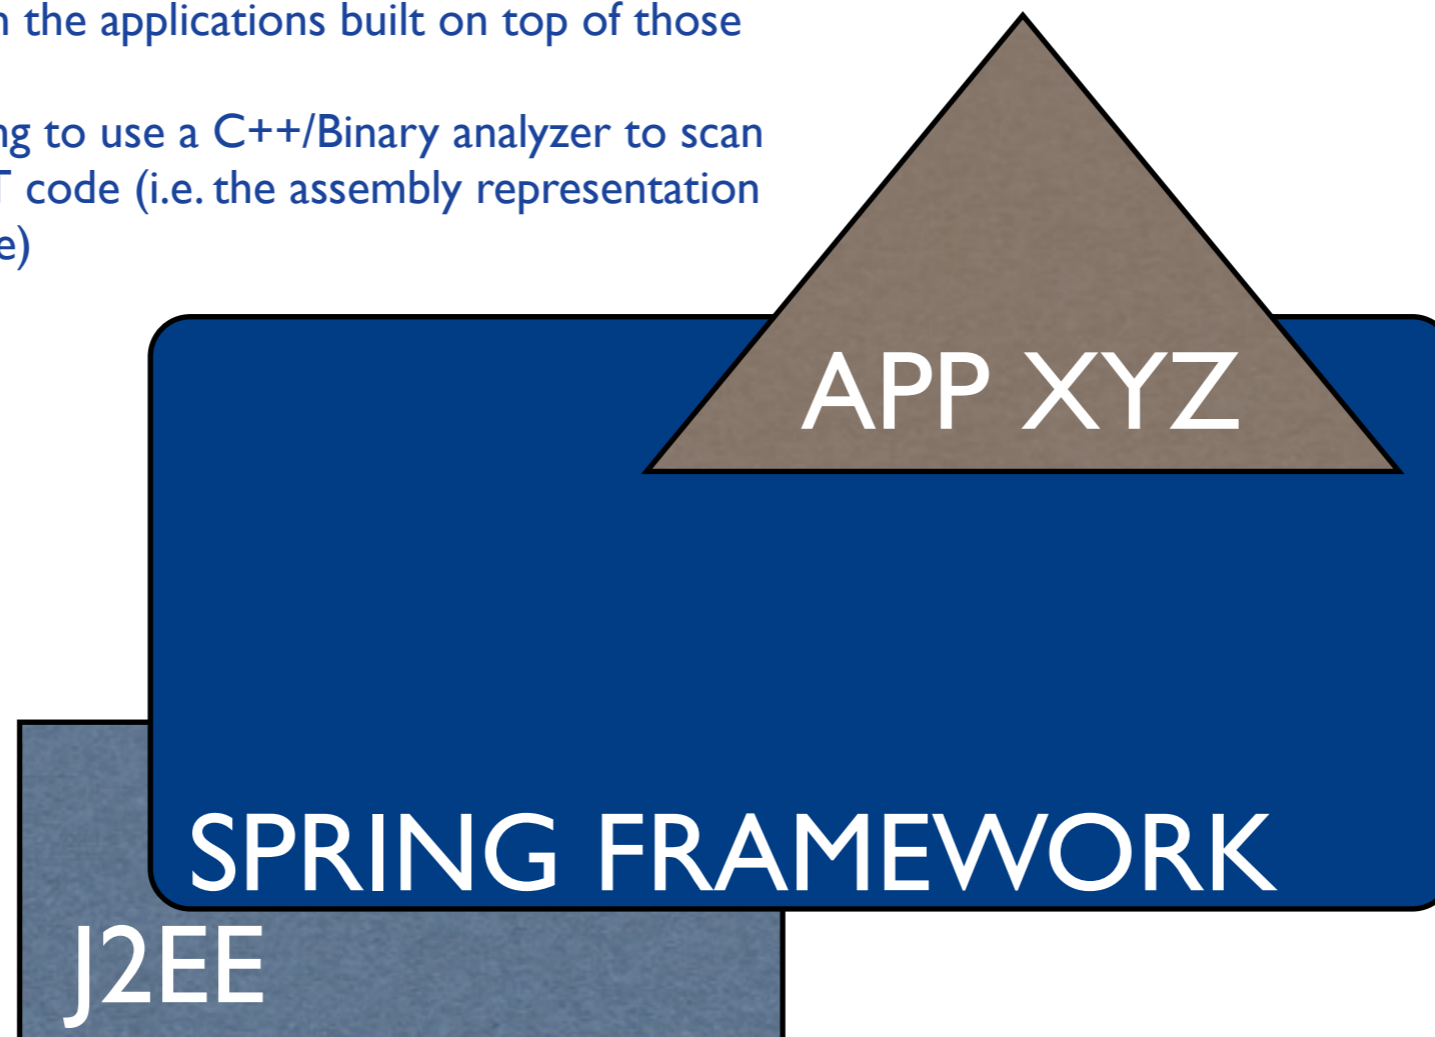 the applications built on top of those
to use a C++/Binary analyzer to scan
code (i.e. the assembly representation
APP XYZ
SPRING FRAMEWORK
J2EE